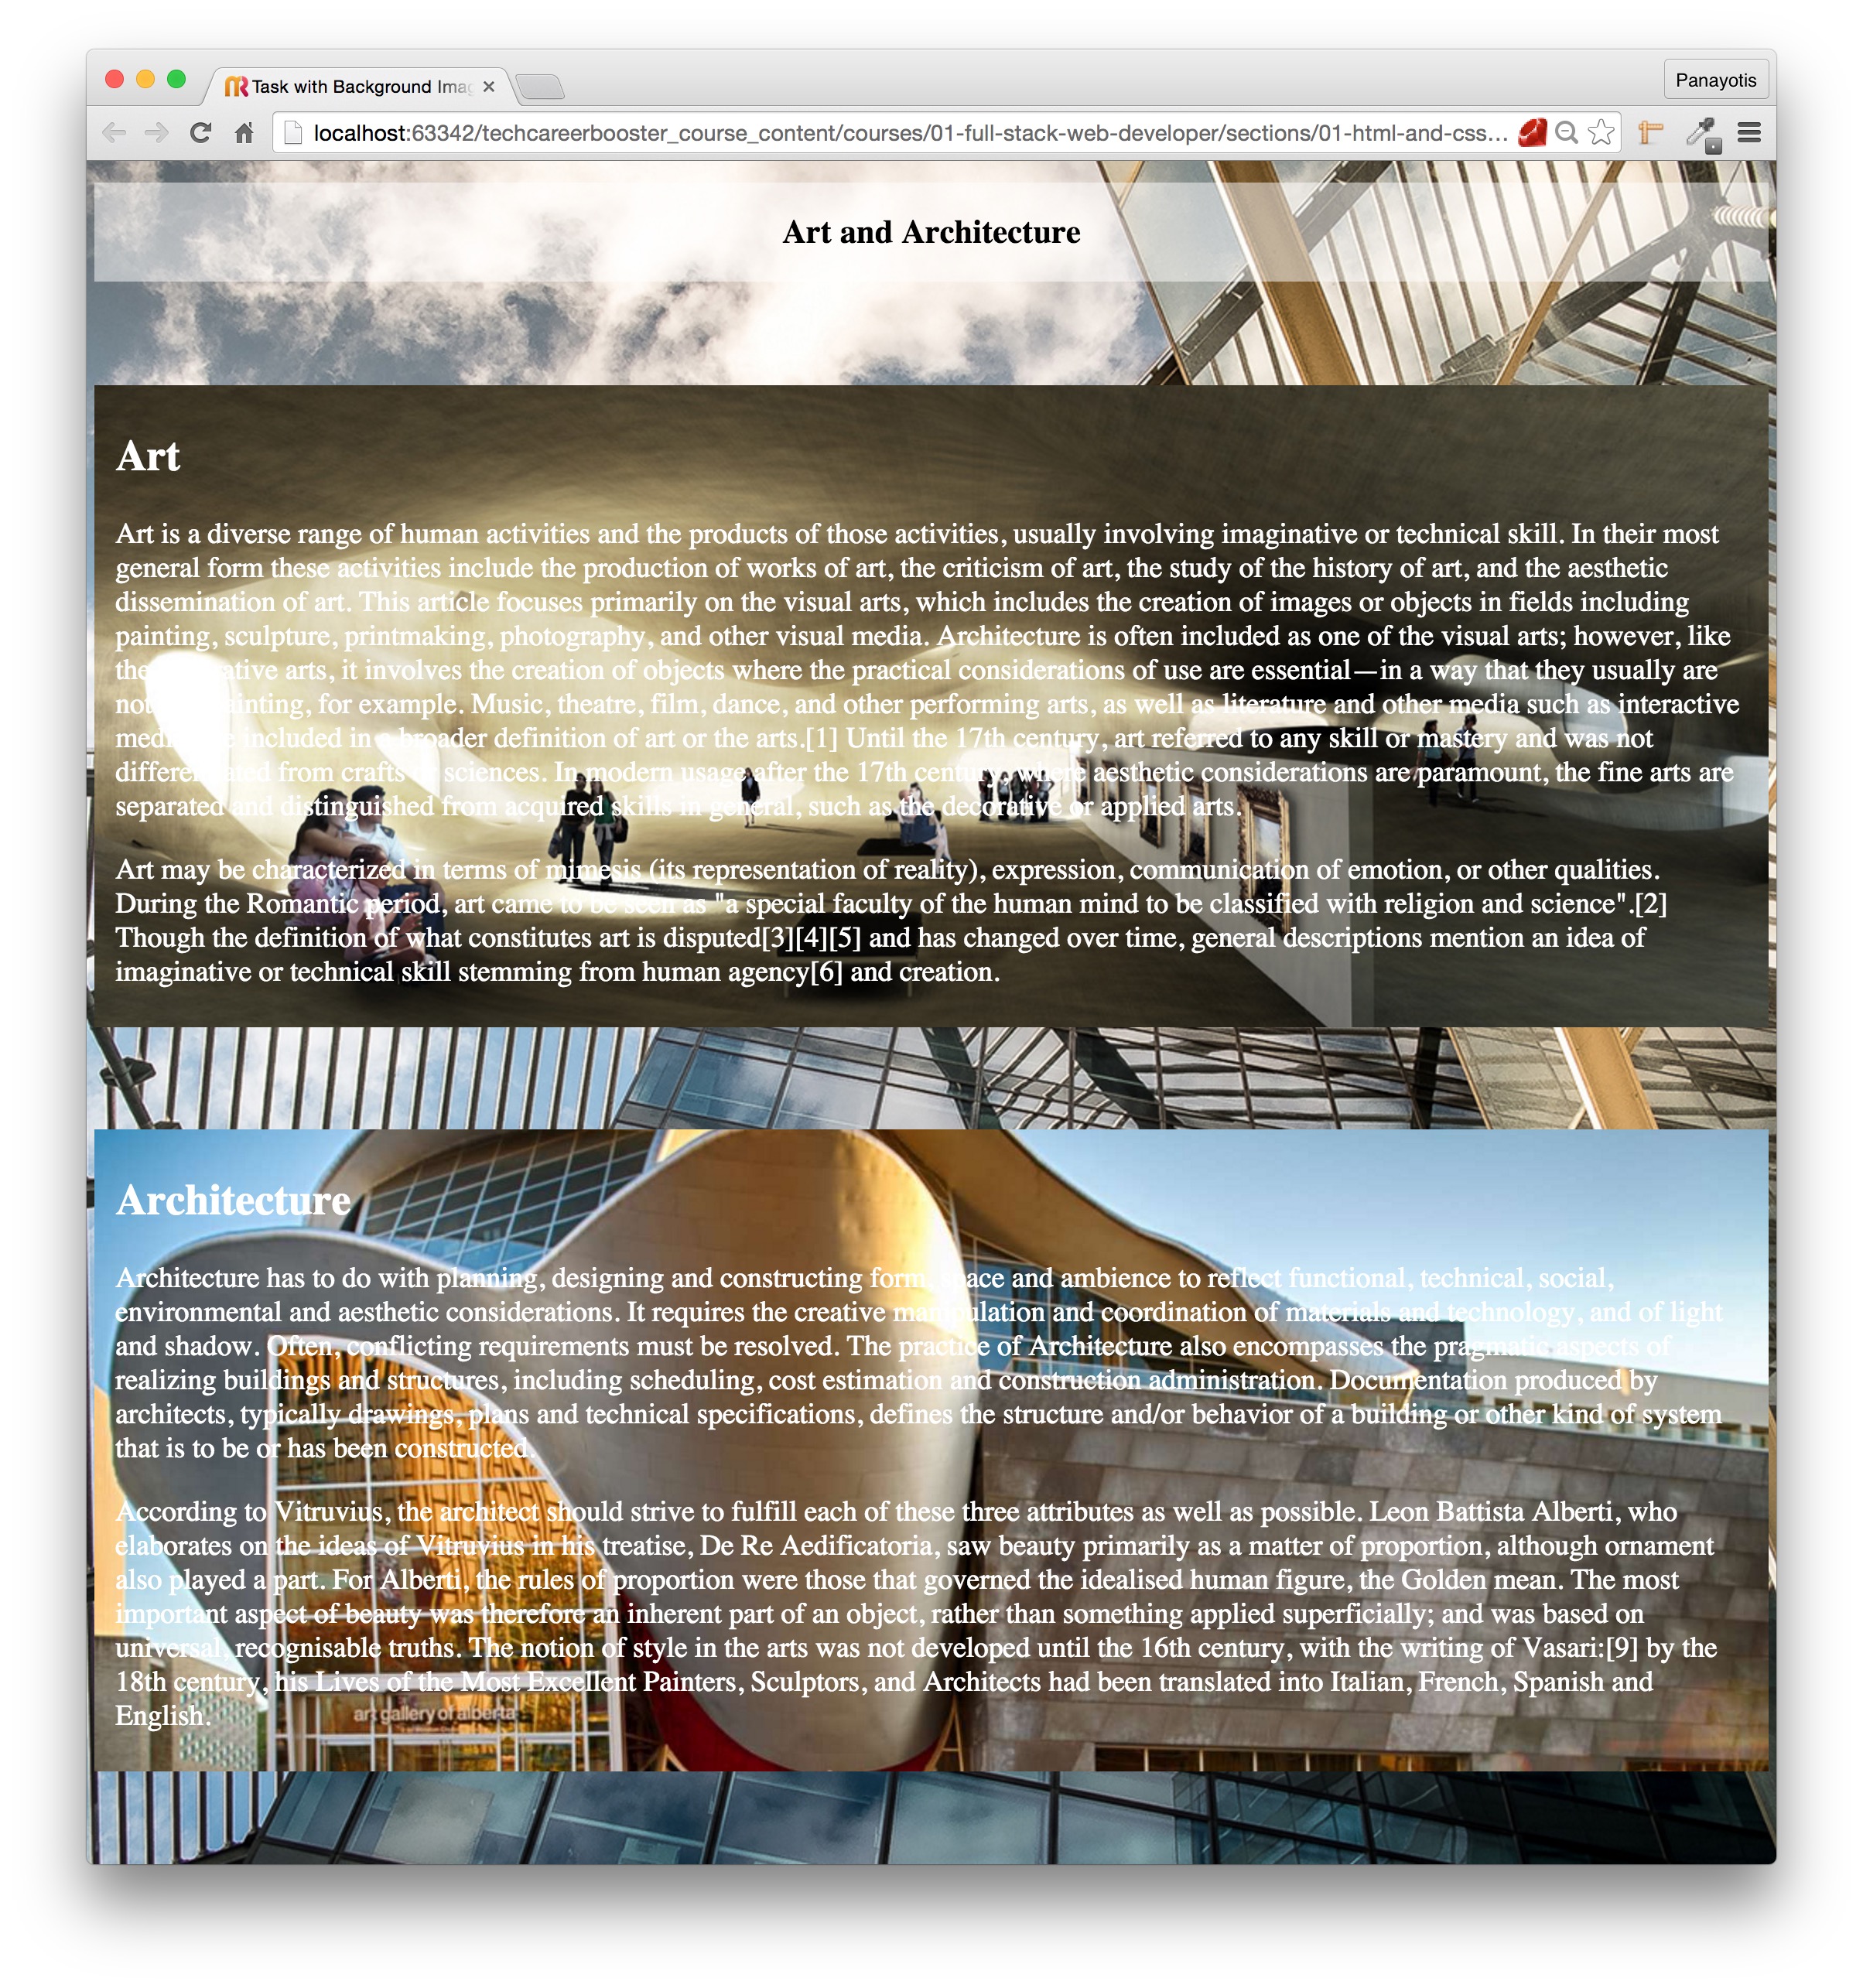 Task with Background Imag
Panayotis
localhost:63342/techcareerbooster_course_content/courses/01-full-stack-web-developer/sections/01-html-and-css...
Art and Architecture
Art
Art is a diverse range of human activities and the products of those activities, usually involving imaginative or technical skill. In their most
general form these activities include the production of works of art, the criticism of art, the study of the history of art, and the aesthetic
dissemination of art. This article focuses primarily on the visual arts, which includes the creation of images or objects in fields including
painting, sculpture, printmaking, photography, and other visual media. Architecture is often included as one of the visual arts; however, like
the arts, it involves the creation of objects where the practical considerations of use are essential—in a way that they usually are
not painting, for example. Music, theatre, film, dance, and other performing arts, as well as literature and other media such as interactive
included in a broader definition of art or the arts.[1] Until the 17th century, art referred to any skill or mastery and was not
differentiated from crafts or sciences. In modern usage after the 17th century, where aesthetic considerations are paramount, the fine arts are
separated and distinguished from acquired skills in general, such as the decorative or applied arts.
Art may be characterized in terms of mimesis (its representation of reality), expression, communication of emotion, or other qualities.
During the Romantic period, art came to be seen as "a special faculty of the human mind to be classified with religion and science".[2]
Though the definition of what constitutes art is disputed[3][4][5] and has changed over time, general descriptions mention an idea of
imaginative or technical skill stemming from human agency[6] and creation.
Architecture
Architecture has to do with planning, designing and constructing form, space and ambience to reflect functional, technical, social,
environmental and aesthetic considerations. It requires the creative manipulation and coordination of materials and technology, and of light
and shadow. Often, conflicting requirements must be resolved. The practice of Architecture also encompasses the pragmatic aspects of
realizing buildings and structures, including scheduling, cost estimation and construction administration. Documentation produced by
architects, typically drawings, plans and technical specifications, defines the structure and/or behavior of a building or other kind of system
that is to be or has been constructed.
According to Vitruvius, the architect should strive to fulfill each of these three attributes as well as possible. Leon Battista Alberti, who
elaborates on the ideas of Vitruvius in his treatise, De Re Aedificatoria, saw beauty primarily as a matter of proportion, although ornament
also played a part. For Alberti, the rules of proportion were those that governed the idealised human figure, the Golden mean. The most
important aspect of beauty was therefore an inherent part of an object, rather than something applied superficially; and was based on
universal, recognisable truths. The notion of style in the arts was not developed until the 16th century, with the writing of Vasari:[9] by the
18th century, his Lives of the Most Excellent Painters, Sculptors, and Architects had been translated into Italian, French, Spanish and
English.
art gallery of alberta